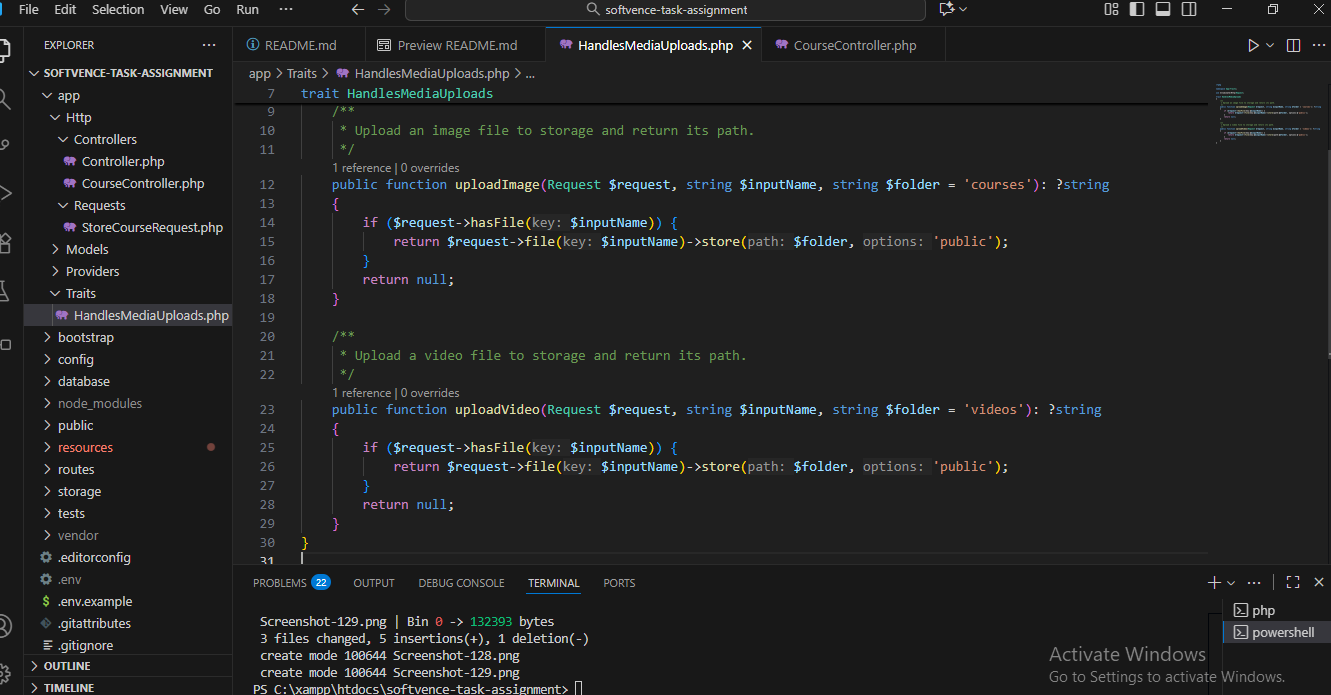 File Edit Selection View Go Run ··· softvence-task-assignment
EXPLORER ···
SOFTVENCE-TASK-ASSIGNMENT
app
Http
Controllers
Controller.php
CourseController.php
Requests
StoreCourseRequest.php
Models
Providers
Traits
HandlesMediaUploads.php
bootstrap
config
database
node_modules
public
resources
routes
storage
tests
vendor
.editorconfig
.env
.env.example
.gitattributes
.gitignore
OUTLINE
TIMELINE
README.md Preview README.md HandlesMediaUploads.php CourseController.php
app > Traits > HandlesMediaUploads.php > ...
7 trait HandlesMediaUploads
9 /**
10 * Upload an image file to storage and return its path.
11 */
1 reference | 0 overrides
12 public function uploadImage(Request $request, string $inputName, string $folder = 'courses'): ?string
13 {
14 if ($request->hasFile(key: $inputName)) {
15 return $request->file(key: $inputName)->store(path: $folder, options: 'public');
16 }
17 return null;
18 }
19
20 /**
21 * Upload a video file to storage and return its path.
22 */
1 reference | 0 overrides
23 public function uploadVideo(Request $request, string $inputName, string $folder = 'videos'): ?string
24 {
25 if ($request->hasFile(key: $inputName)) {
26 return $request->file(key: $inputName)->store(path: $folder, options: 'public');
27 }
28 return null;
29 }
30 }
31
PROBLEMS 22 OUTPUT DEBUG CONSOLE TERMINAL PORTS
Screenshot-129.png | Bin 0 -> 132393 bytes
3 files changed, 5 insertions(+), 1 deletion(-)
create mode 100644 Screenshot-128.png
create mode 100644 Screenshot-129.png
PS C:\xampp\htdocs\softvence-task-assignment>
php
powershell
Activate Windows
Go to Settings to activate Windows.